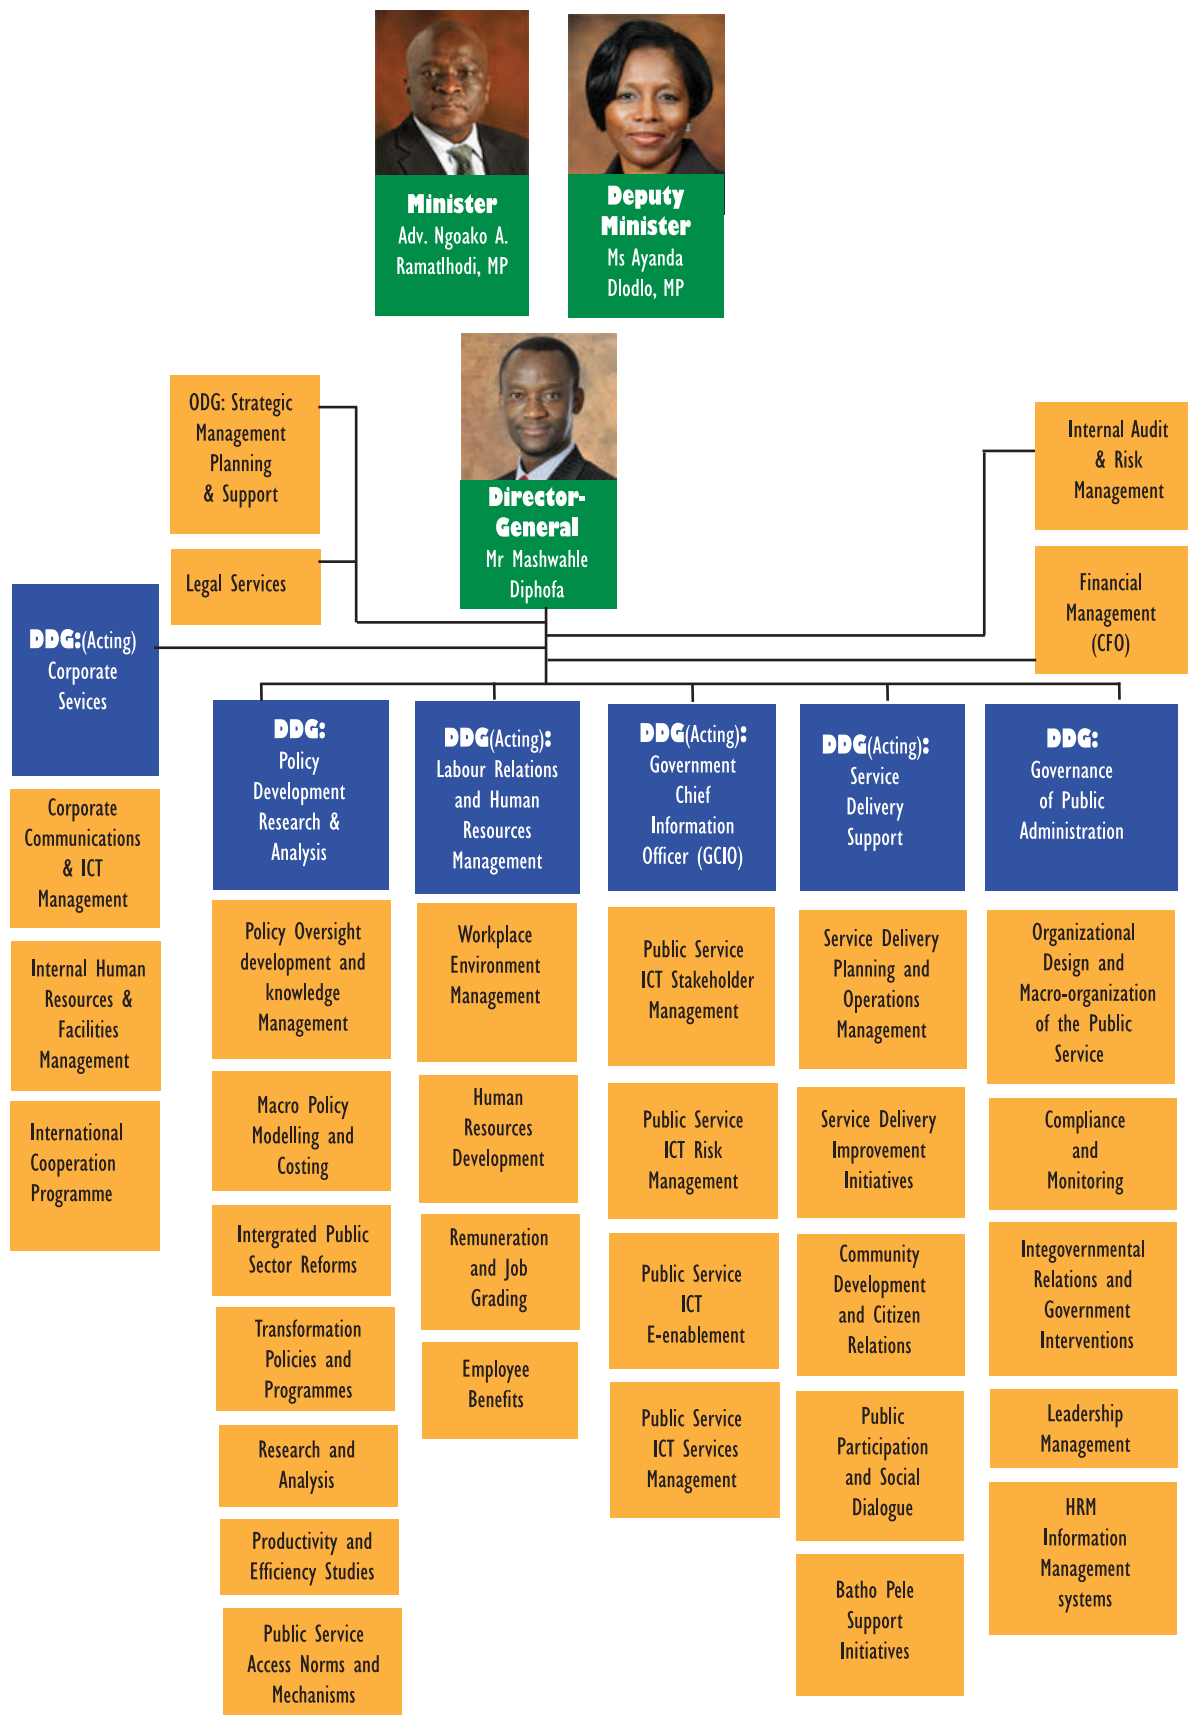 Minister
Adv. Ngoako A.
Ramatlhodi, MP
Deputy
Minister
Ms Ayanda
Dlodlo, MP
Director-
General
Mr Mashwahle
Diphofa
ODG: Strategic
Management
Planning
& Support
Legal Services
Internal Audit
& Risk
Management
Financial
Management
(CFO)
DDG:(Acting)
Corporate
Sevices
Corporate
Communications
& ICT
Management
Internal Human
Resources &
Facilities
Management
International
Cooperation
Programme
DDG:
Policy
Development
Research &
Analysis
Policy Oversight
development and
knowledge
Management
Macro Policy
Modelling and
Costing
Intergrated Public
Sector Reforms
Transformation
Policies and
Programmes
Research and
Analysis
Productivity and
Efficiency Studies
Public Service
Access Norms and
Mechanisms
DDG(Acting):
Labour Relations
and Human
Resources
Management
Workplace
Environment
Management
Human
Resources
Development
Remuneration
and Job
Grading
Employee
Benefits
DDG(Acting):
Government
Chief
Information
Officer (GCIO)
Public Service
ICT Stakeholder
Management
Public Service
ICT Risk
Management
Public Service
ICT
E-enablement
Public Service
ICT Services
Management
DDG(Acting):
Service
Delivery
Support
Service Delivery
Planning and
Operations
Management
Service Delivery
Improvement
Initiatives
Community
Development
and Citizen
Relations
Public
Participation
and Social
Dialogue
Batho Pele
Support
Initiatives
DDG:
Governance
of Public
Administration
Organizational
Design and
Macro-organization
of the Public
Service
Compliance
and
Monitoring
Integovernmental
Relations and
Government
Interventions
Leadership
Management
HRM
Information
Management
systems